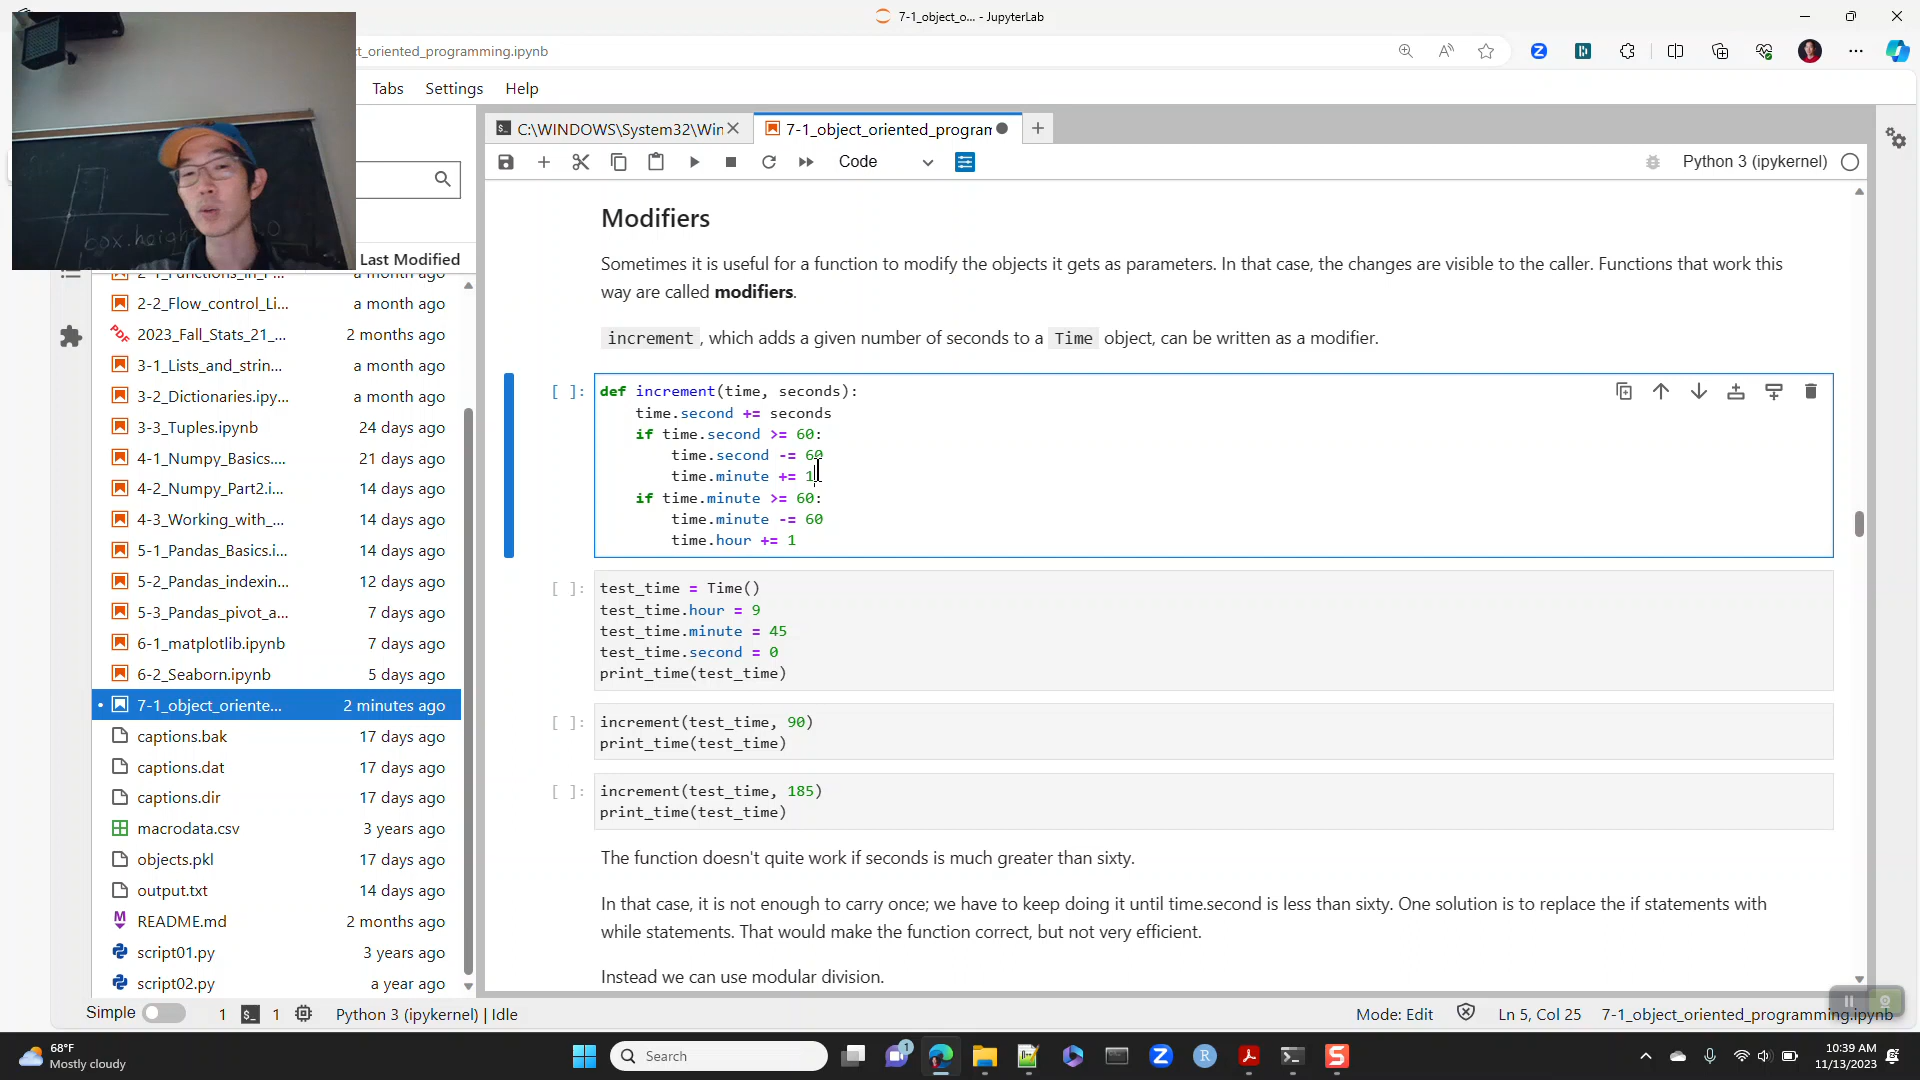 7-1_object_o... - JupyterLab
ct_oriented_programming.ipynb
Tabs Settings Help
C:\WINDOWS\System32\Wir
7-1_object_oriented_progran
Code
Python 3 (ipykernel)
box.heigh
Last Modified
a month ago
2-2_Flow_control_Li... a month ago
2023_Fall_Stats_21_... 2 months ago
3-1_Lists_and_strin... a month ago
3-2_Dictionaries.ipy... a month ago
3-3_Tuples.ipynb 24 days ago
4-1_Numpy_Basics.... 21 days ago
4-2_Numpy_Part2.i... 14 days ago
4-3_Working_with_... 14 days ago
5-1_Pandas_Basics.i... 14 days ago
5-2_Pandas_indexin... 12 days ago
5-3_Pandas_pivot_a... 7 days ago
6-1_matplotlib.ipynb 7 days ago
6-2_Seaborn.ipynb 5 days ago
7-1_object_oriente... 2 minutes ago
captions.bak 17 days ago
captions.dat 17 days ago
captions.dir 17 days ago
macrodata.csv 3 years ago
objects.pkl 17 days ago
output.txt 14 days ago
README.md 2 months ago
script01.py 3 years ago
script02.py a year ago
Modifiers
Sometimes it is useful for a function to modify the objects it gets as parameters. In that case, the changes are visible to the caller. Functions that work this
way are called modifiers.
increment , which adds a given number of seconds to a Time object, can be written as a modifier.
[ ]: def increment(time, seconds):
time.second += seconds
if time.second >= 60:
time.second -= 60
time.minute += 1
if time.minute >= 60:
time.minute -= 60
time.hour += 1
[ ]: test_time = Time()
test_time.hour = 9
test_time.minute = 45
test_time.second = 0
print_time(test_time)
[ ]: increment(test_time, 90)
print_time(test_time)
[ ]: increment(test_time, 185)
print_time(test_time)
The function doesn't quite work if seconds is much greater than sixty.
In that case, it is not enough to carry once; we have to keep doing it until time.second is less than sixty. One solution is to replace the if statements with
while statements. That would make the function correct, but not very efficient.
Instead we can use modular division.
Simple 1 1 Python 3 (ipykernel) | Idle
Mode: Edit Ln 5, Col 25 7-1_object_oriented_programming.ipynb
68°F
Mostly cloudy
Search
1
10:39 AM
11/13/2023